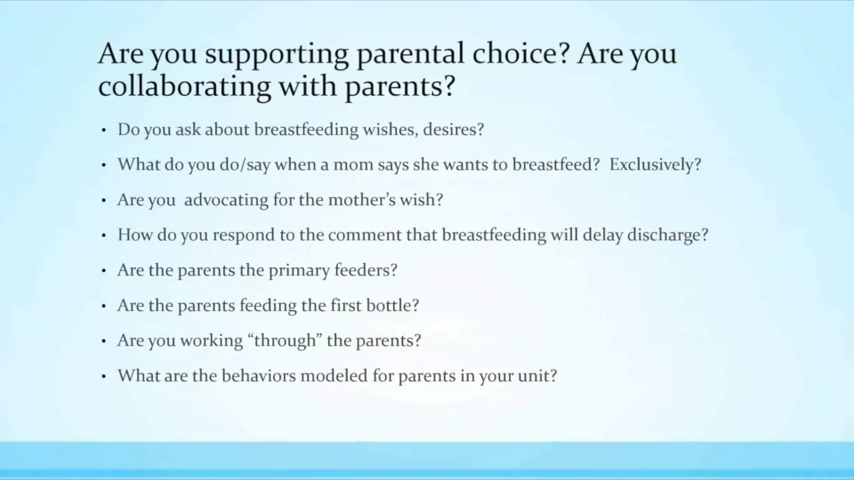 Are you supporting parental choice? Are you
collaborating with parents?
• Do you ask about breastfeeding wishes, desires?
• What do you do/say when a mom says she wants to breastfeed?  Exclusively?
• Are you  advocating for the mother’s wish?
• How do you respond to the comment that breastfeeding will delay discharge?
• Are the parents the primary feeders?
• Are the parents feeding the first bottle?
• Are you working “through” the parents?
• What are the behaviors modeled for parents in your unit?